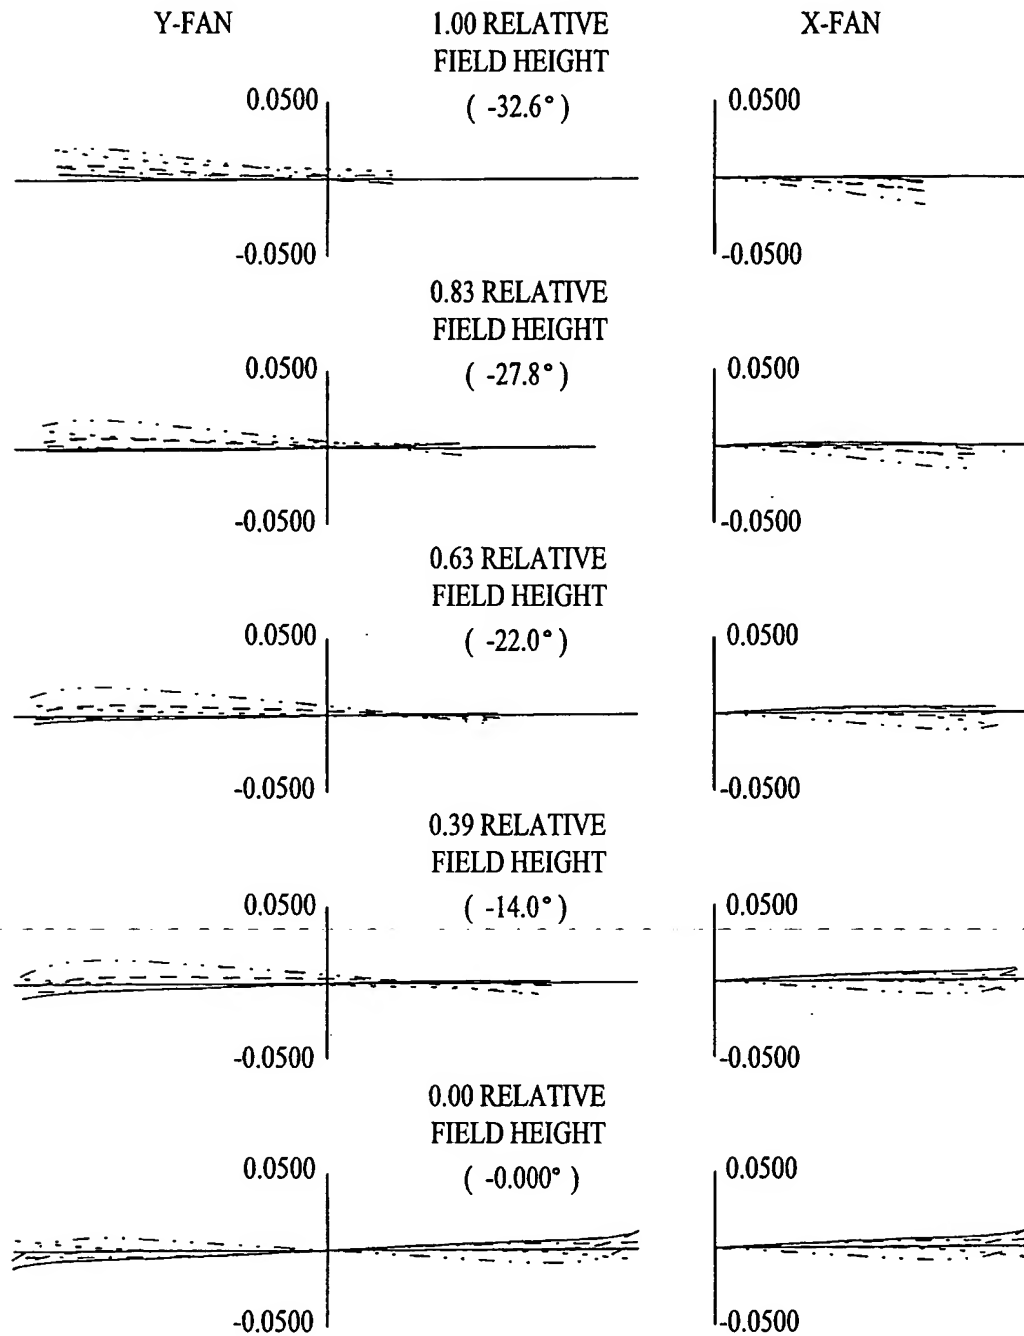 Y-FAN
1.00 RELATIVE
FIELD HEIGHT
( -32.6° )
X-FAN
0.0500
-0.0500
0.0500
-0.0500
0.83 RELATIVE
FIELD HEIGHT
( -27.8° )
0.0500
-0.0500
0.0500
-0.0500
0.63 RELATIVE
FIELD HEIGHT
( -22.0° )
0.0500
-0.0500
0.0500
-0.0500
0.39 RELATIVE
FIELD HEIGHT
( -14.0° )
0.0500
-0.0500
0.0500
-0.0500
0.00 RELATIVE
FIELD HEIGHT
( -0.000° )
0.0500
-0.0500
0.0500
-0.0500